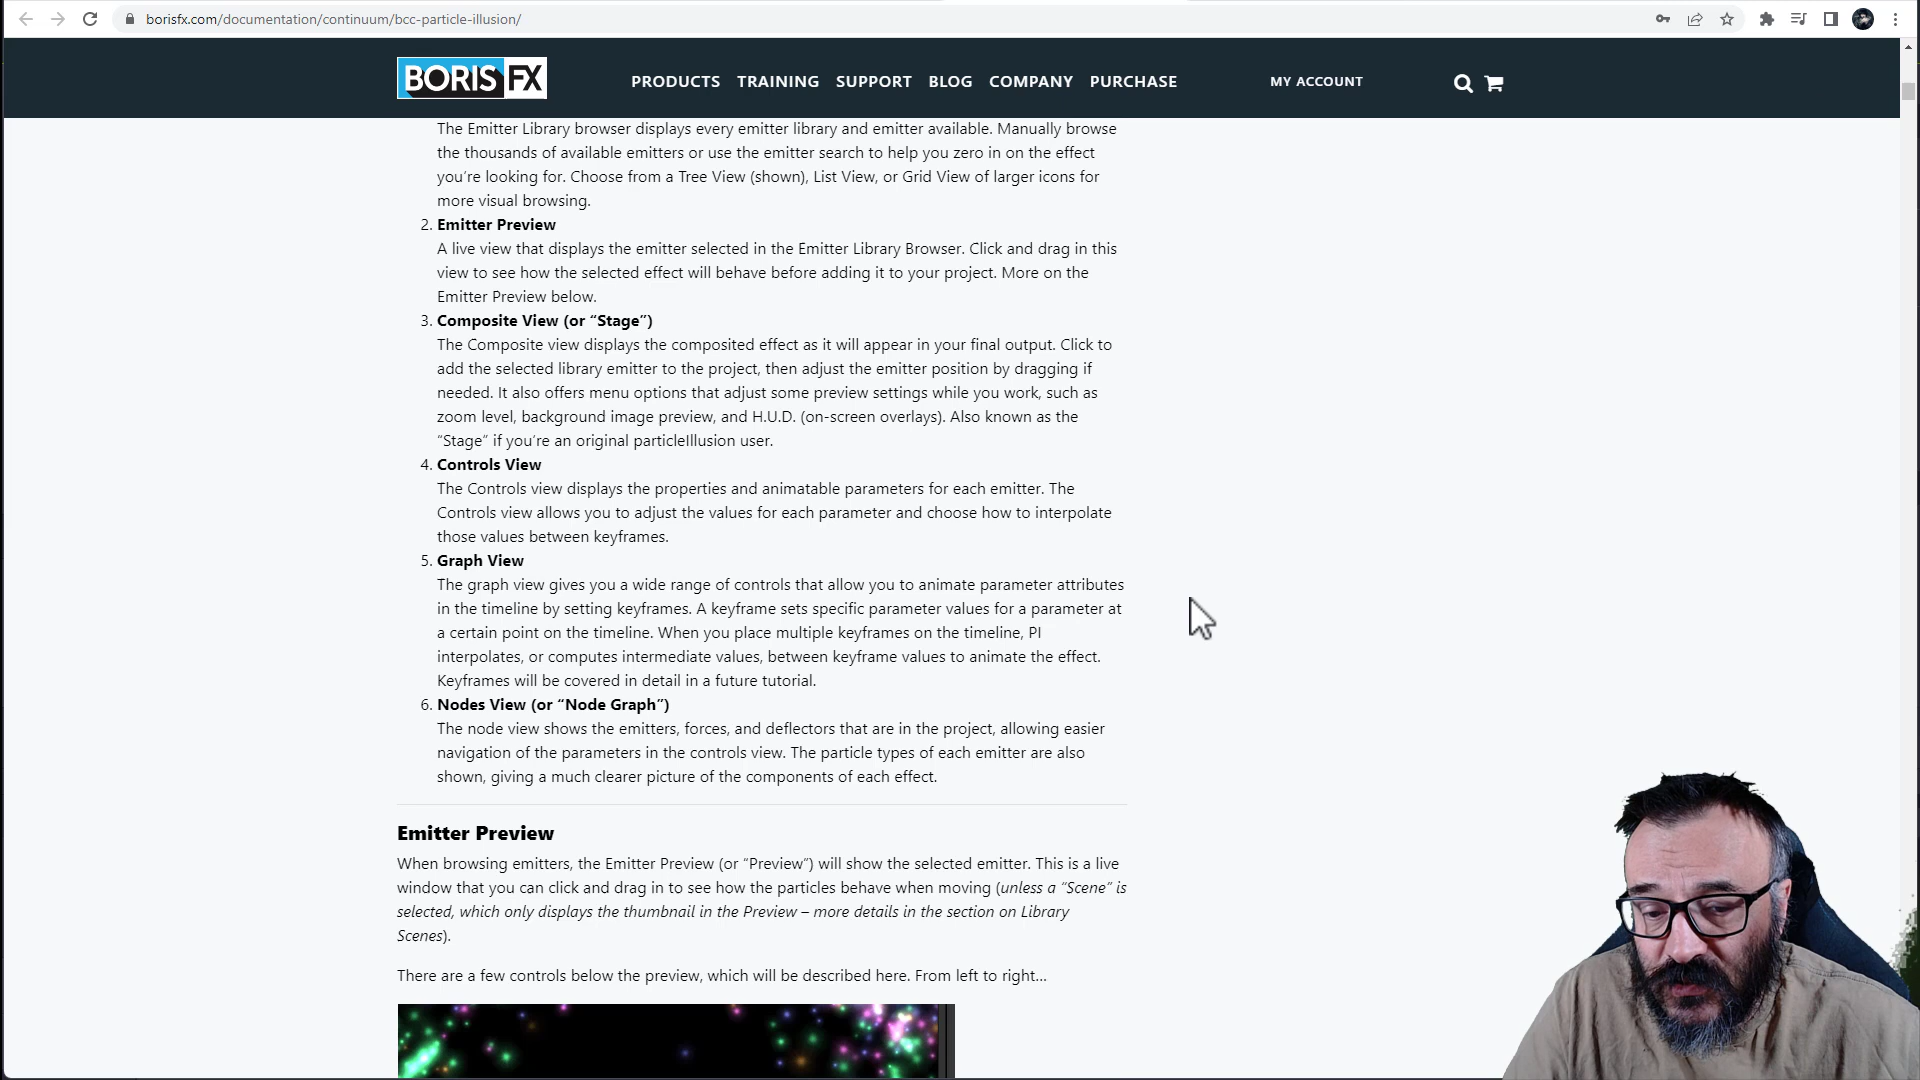 borisfx.com/documentation/continuum/bcc-particle-illusion/
BORIS FX
PRODUCTS TRAINING SUPPORT BLOG COMPANY PURCHASE
MY ACCOUNT
The Emitter Library browser displays every emitter library and emitter available. Manually browse
the thousands of available emitters or use the emitter search to help you zero in on the effect
you’re looking for. Choose from a Tree View (shown), List View, or Grid View of larger icons for
more visual browsing.
2. Emitter Preview
A live view that displays the emitter selected in the Emitter Library Browser. Click and drag in this
view to see how the selected effect will behave before adding it to your project. More on the
Emitter Preview below.
3. Composite View (or “Stage”)
The Composite view displays the composited effect as it will appear in your final output. Click to
add the selected library emitter to the project, then adjust the emitter position by dragging if
needed. It also offers menu options that adjust some preview settings while you work, such as
zoom level, background image preview, and H.U.D. (on-screen overlays). Also known as the
“Stage” if you’re an original particleIllusion user.
4. Controls View
The Controls view displays the properties and animatable parameters for each emitter. The
Controls view allows you to adjust the values for each parameter and choose how to interpolate
those values between keyframes.
5. Graph View
The graph view gives you a wide range of controls that allow you to animate parameter attributes
in the timeline by setting keyframes. A keyframe sets specific parameter values for a parameter at
a certain point on the timeline. When you place multiple keyframes on the timeline, PI
interpolates, or computes intermediate values, between keyframe values to animate the effect.
Keyframes will be covered in detail in a future tutorial.
6. Nodes View (or “Node Graph”)
The node view shows the emitters, forces, and deflectors that are in the project, allowing easier
navigation of the parameters in the controls view. The particle types of each emitter are also
shown, giving a much clearer picture of the components of each effect.
Emitter Preview
When browsing emitters, the Emitter Preview (or “Preview”) will show the selected emitter. This is a live
window that you can click and drag in to see how the particles behave when moving (unless a “Scene” is
selected, which only displays the thumbnail in the Preview – more details in the section on Library
Scenes).
There are a few controls below the preview, which will be described here. From left to right…